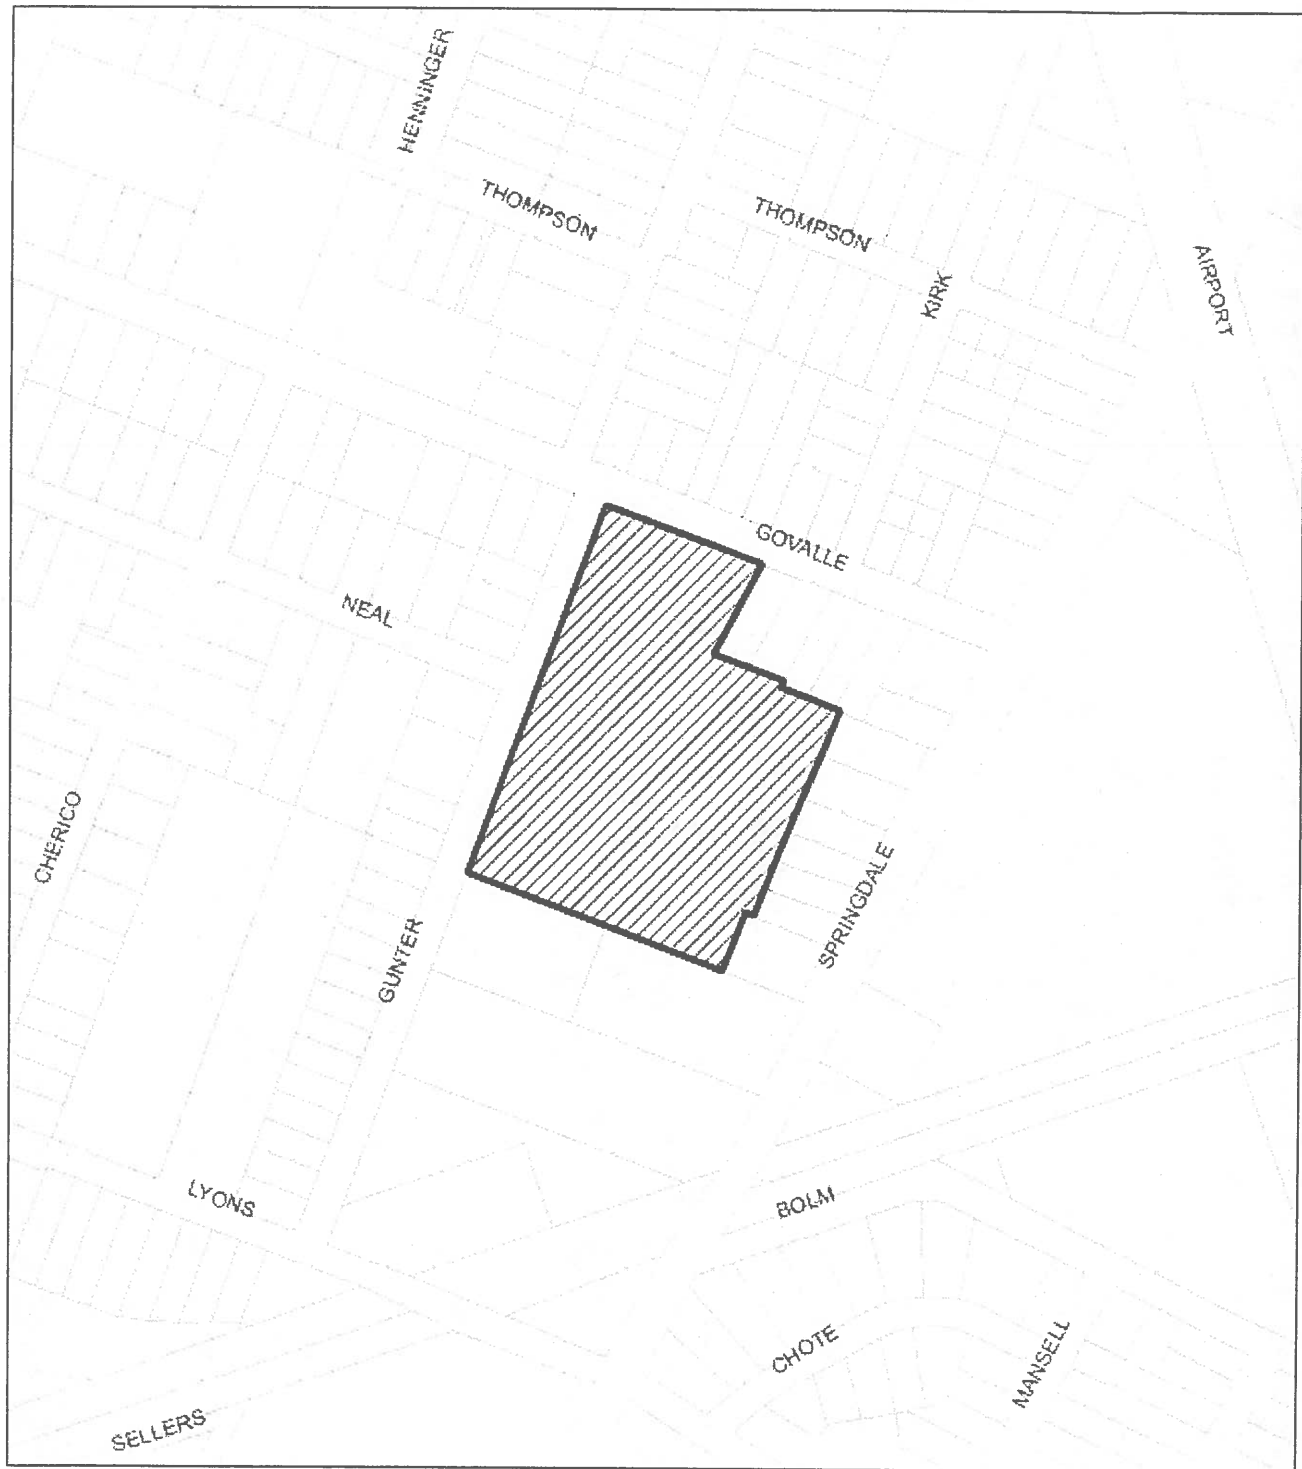 HENNINGER
THOMPSON
THOMPSON
KIRK
AIRPORT
GOVALLE
NEAL
CHERICO
SPRINGDALE
GUNTER
LYONS
BOLM
CHOTE
MANSELL
SELLERS